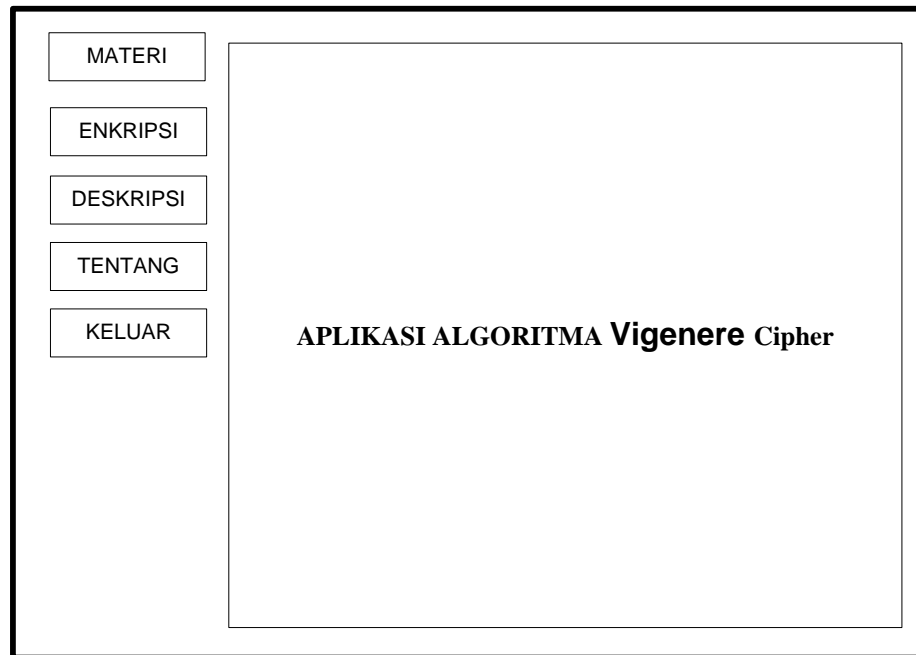 MATERI
ENKRIPSI
DESKRIPSI
TENTANG
KELUAR
APLIKASI ALGORITMA Vigenere Cipher